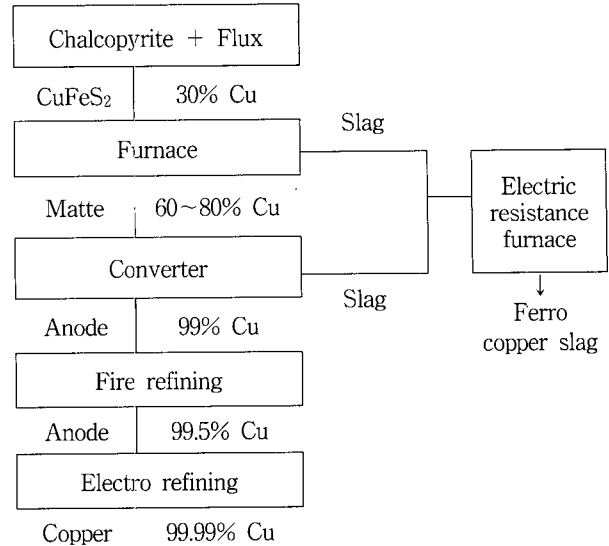 Chalcopyrite + Flux
CuFeS₂ 30% Cu
Slag
Furnace
Matte 60~80% Cu
Electric
resistance
furnace
Converter
Slag
Anode 99% Cu
Ferro
copper slag
Fire refining
Anode 99.5% Cu
Electro refining
Copper 99.99% Cu